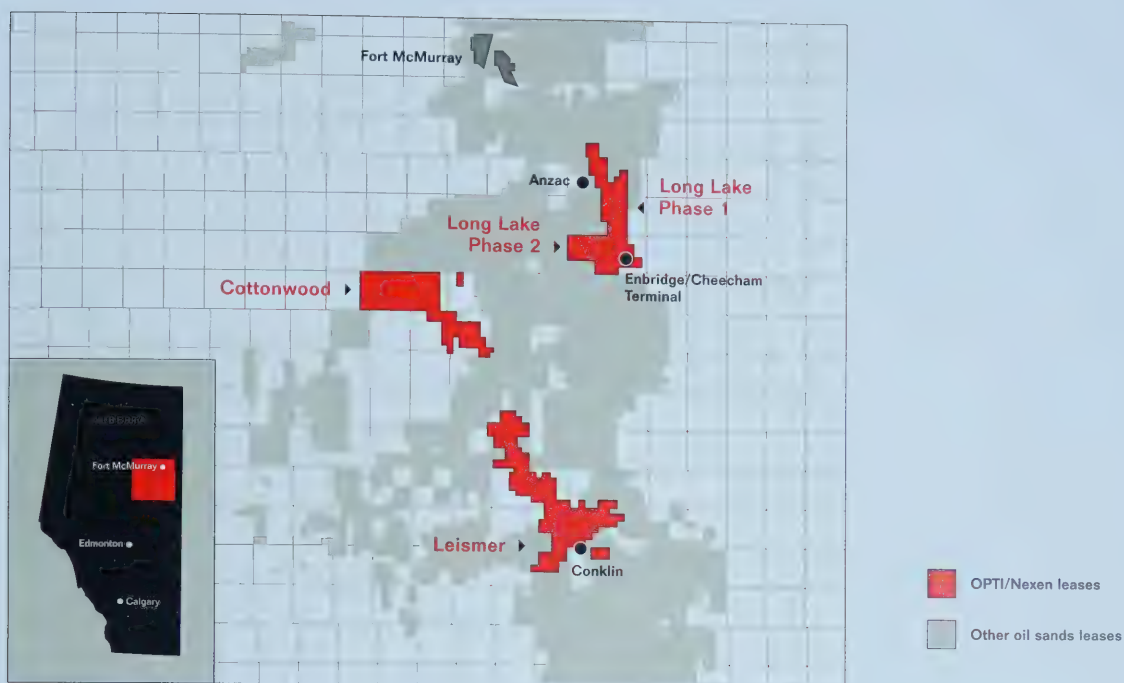 Fort McMurray
Anzac
Long Lake
Phase 1
Long Lake
Phase 2
Enbridge/Cheecham
Terminal
Cottonwood
Leismer
Conklin
ALBERTA
Fort McMurray
Edmonton
Calgary
OPTI/Nexen leases
Other oil sands leases